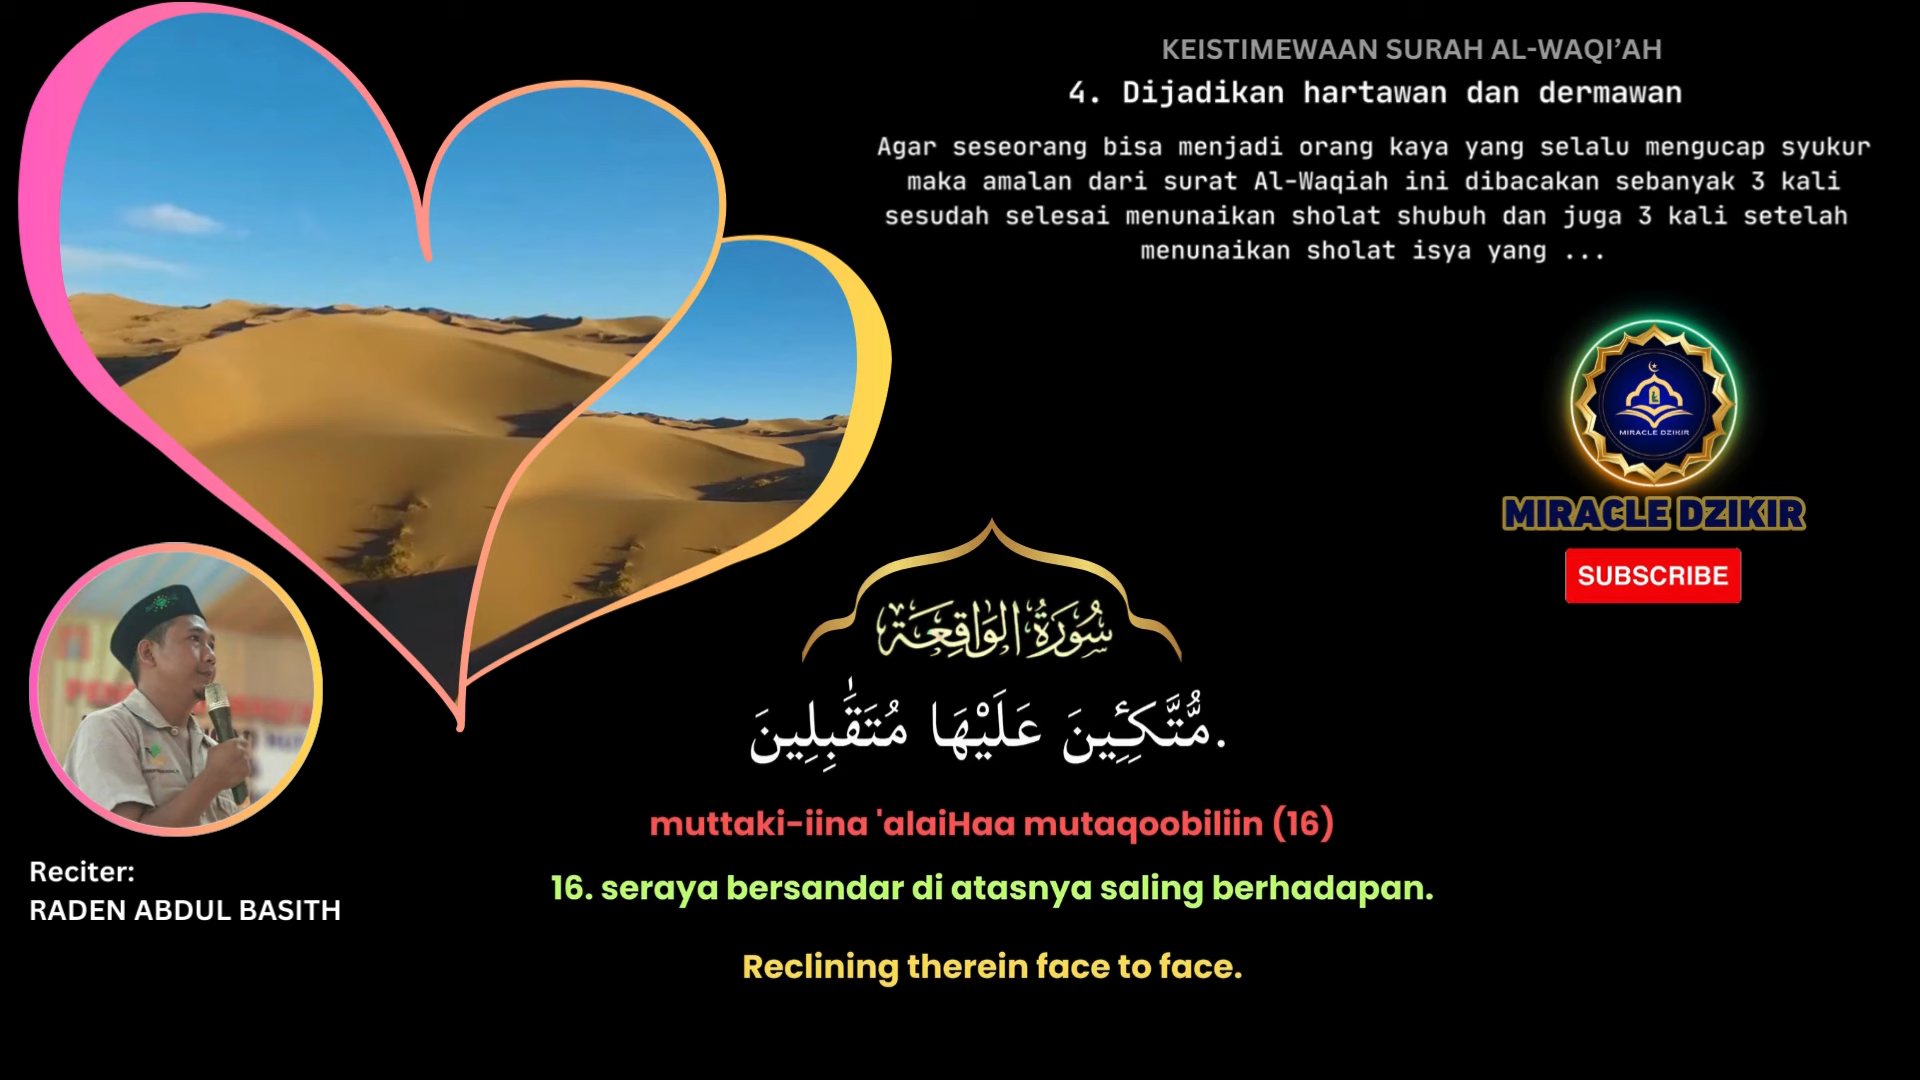 KEISTIMEWAAN SURAH AL-WAQI’AH
4. Dijadikan hartawan dan dermawan
Agar seseorang bisa menjadi orang kaya yang selalu mengucap syukur
maka amalan dari surat Al-Waqiah ini dibacakan sebanyak 3 kali
sesudah selesai menunaikan sholat shubuh dan juga 3 kali setelah
menunaikan sholat isya yang ...
MIRACLE DZIKIR
MIRACLE DZIKIR
SUBSCRIBE
سُوَرَةُ الوَاقِعَة
مُّتَّكِـِٔينَ عَلَيْهَا مُتَقَٰبِلِينَ.
muttaki-iina 'alaiHaa mutaqoobiliin (16)
16. seraya bersandar di atasnya saling berhadapan.
Reclining therein face to face.
Reciter:
RADEN ABDUL BASITH